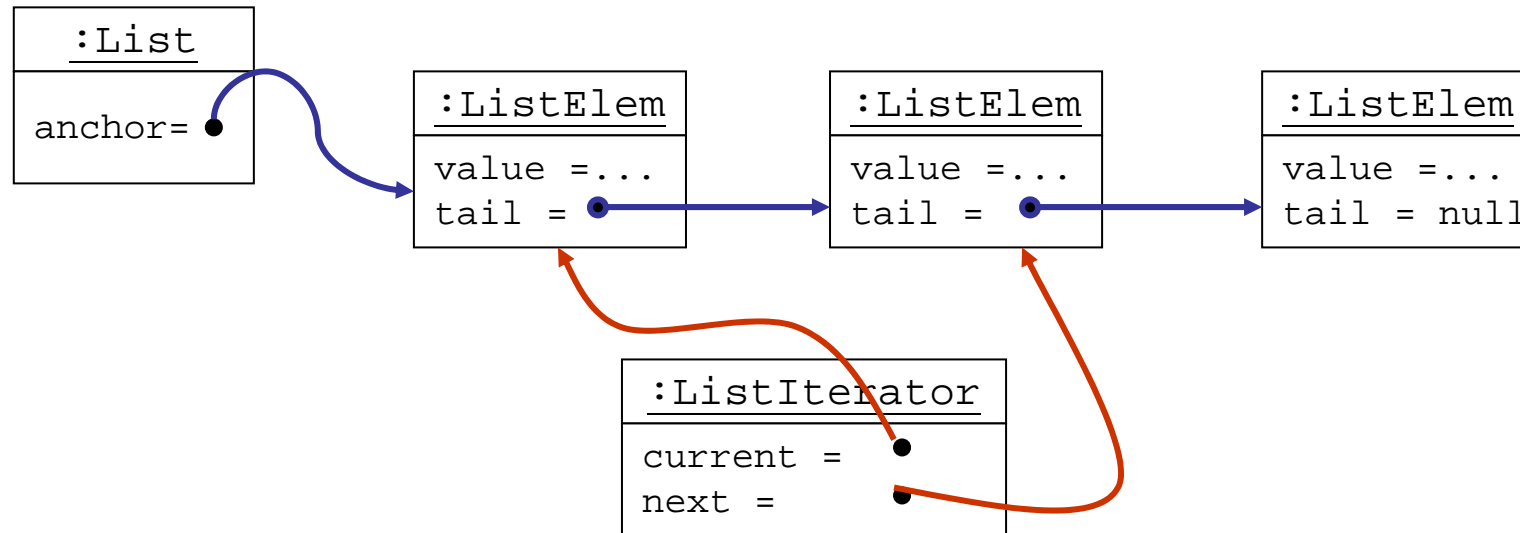 :List
anchor=
:ListElem
value =...
tail =
:ListElem
value =...
tail =
:ListElem
value =...
tail = null
:ListIterator
current =
next =